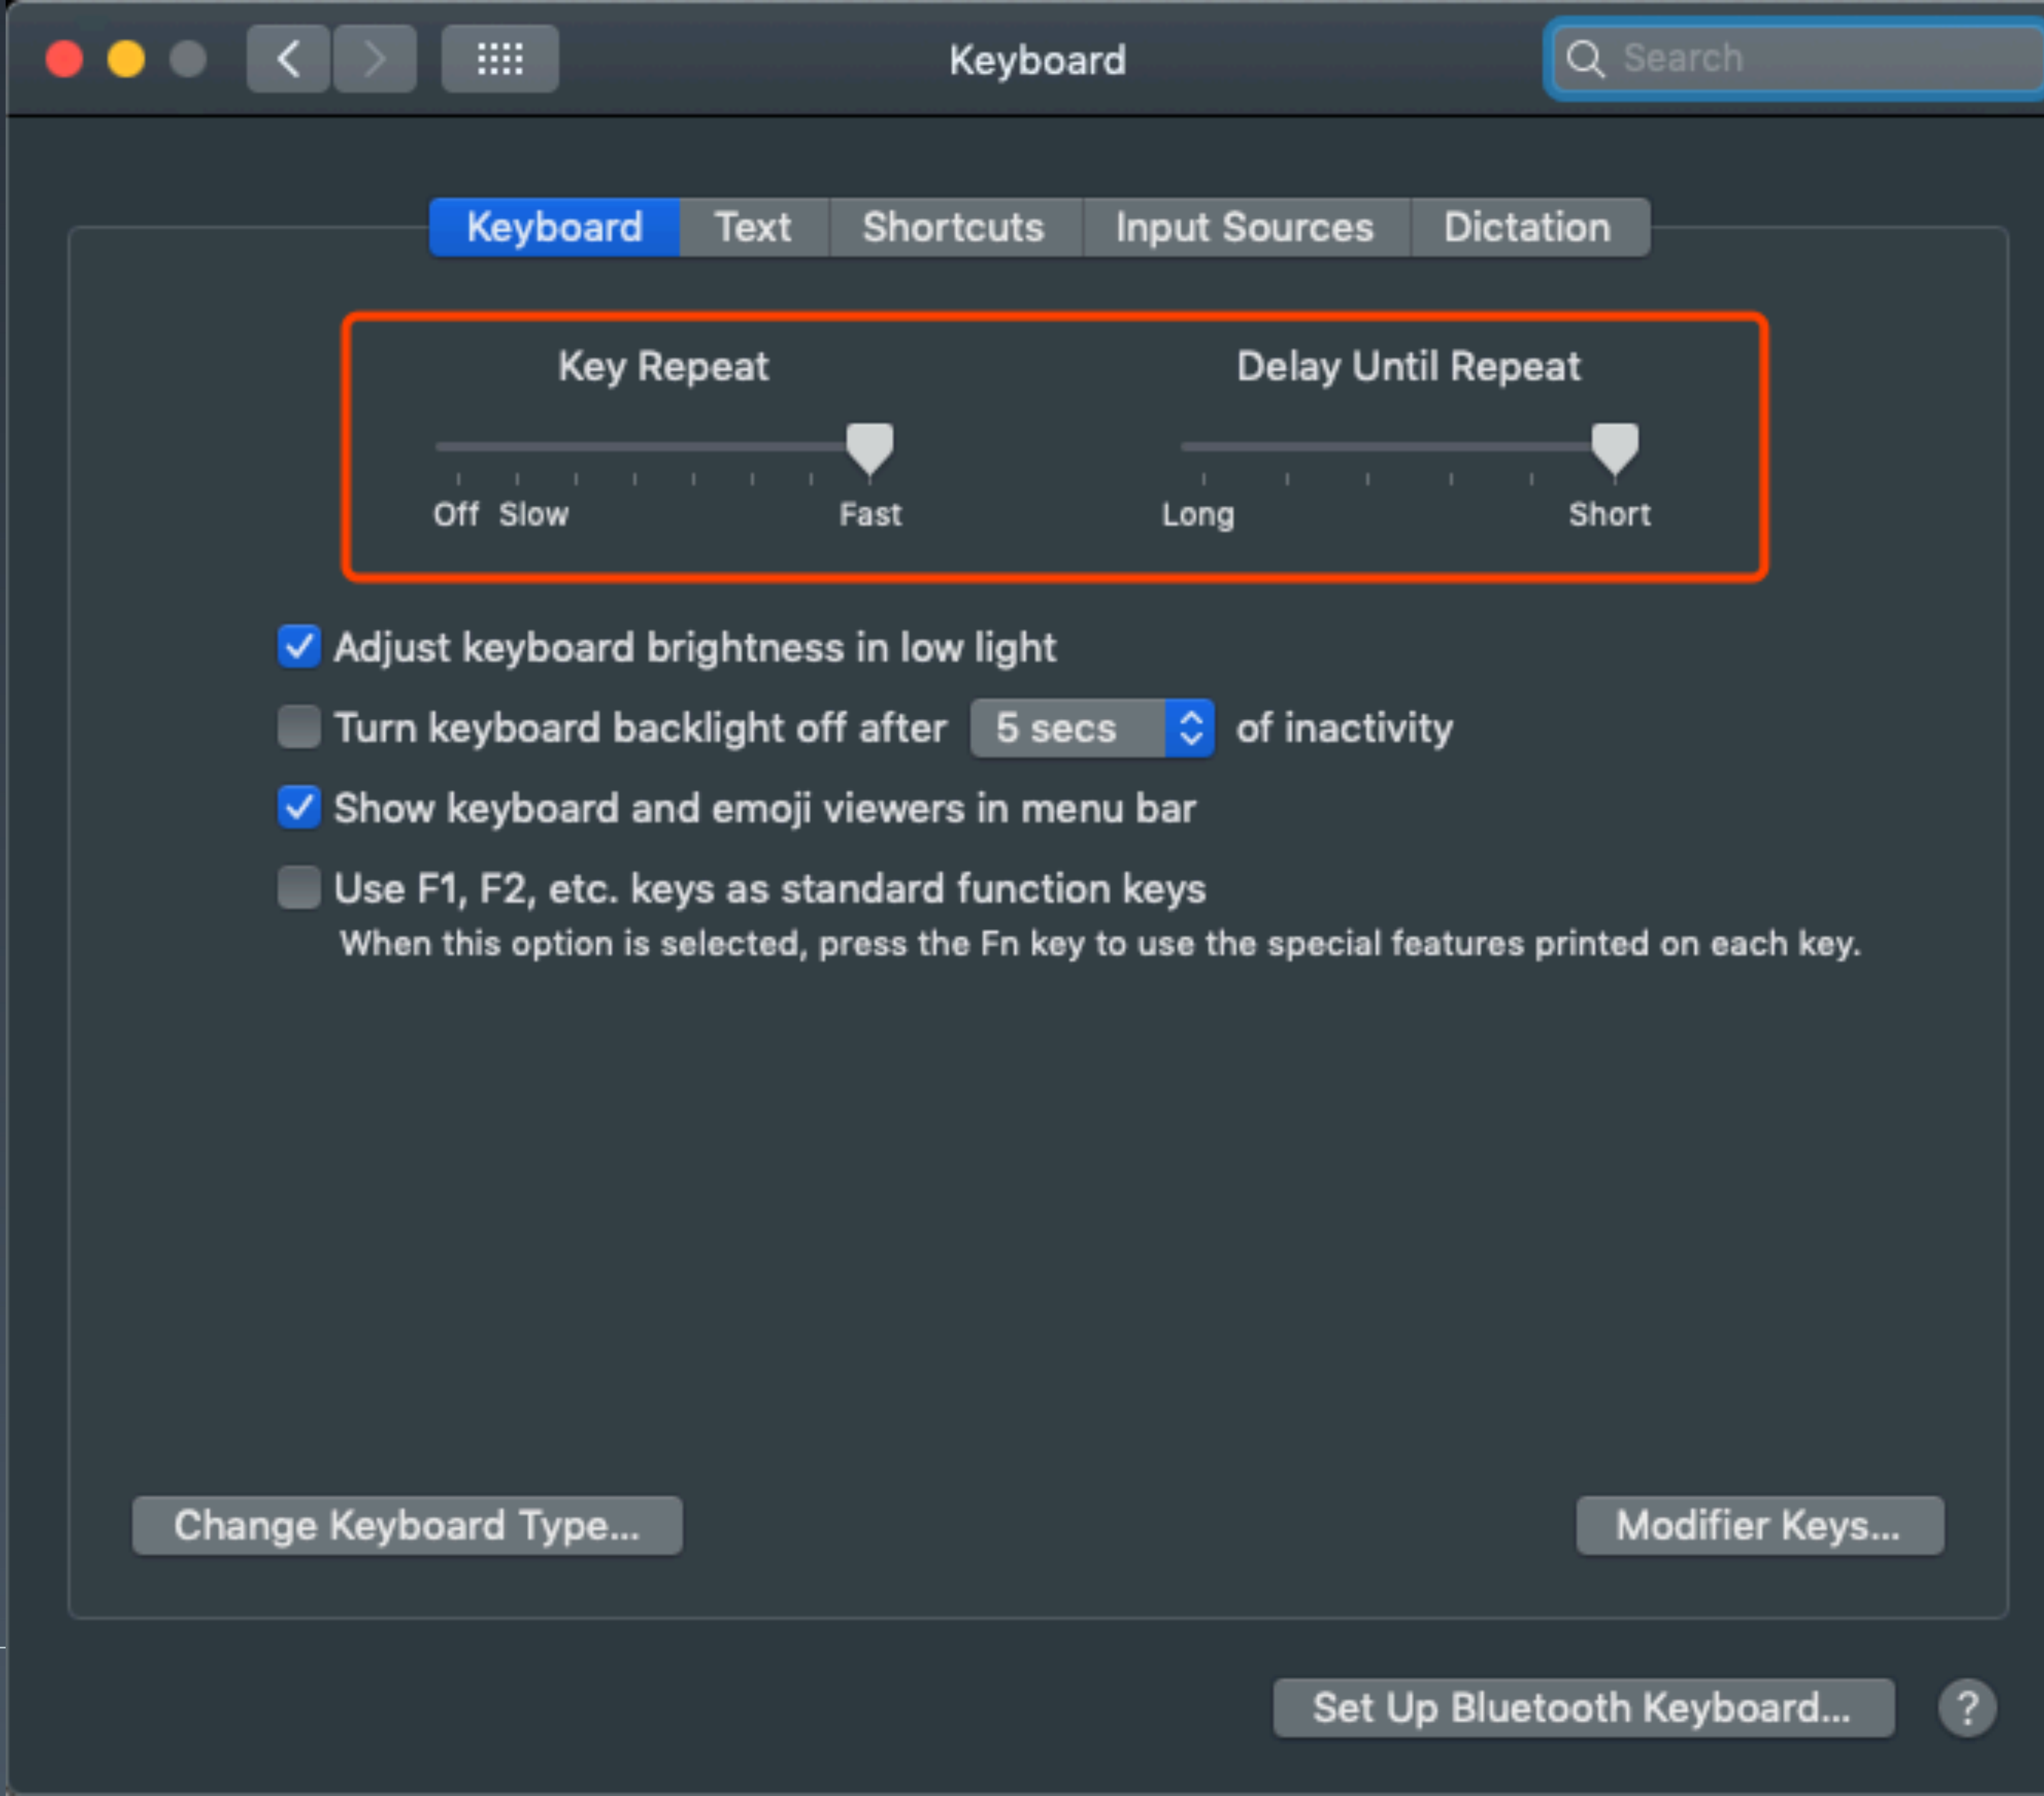 Keyboard
Search
Keyboard Text Shortcuts Input Sources Dictation
Key Repeat Delay Until Repeat
Off Slow Fast Long Short
Adjust keyboard brightness in low light
Turn keyboard backlight off after 5 secs of inactivity
Show keyboard and emoji viewers in menu bar
Use F1, F2, etc. keys as standard function keys
When this option is selected, press the Fn key to use the special features printed on each key.
Change Keyboard Type... Modifier Keys...
Set Up Bluetooth Keyboard... ?